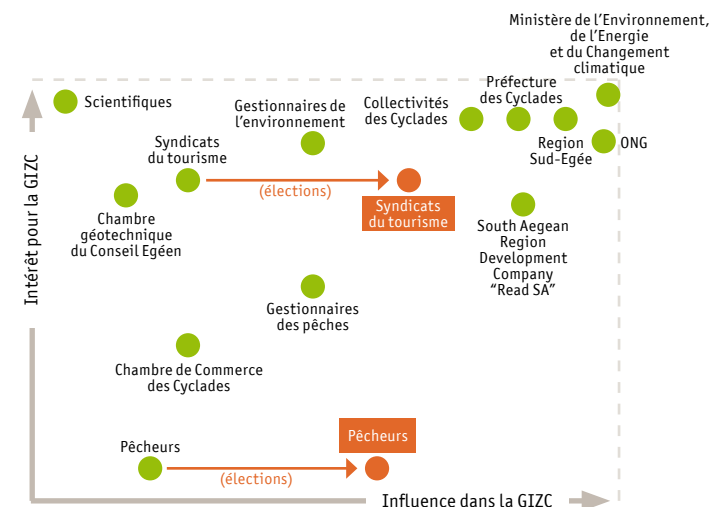 Ministère de l’Environnement,
de l’Energie
et du Changement
climatique
Scientifiques
Gestionnaires de
l’environnement
Collectivités
des Cyclades
Préfecture
des Cyclades
Syndicats
du tourisme
Region
Sud-Egée
ONG
(élections)
Syndicats
du tourisme
Chambre
géotechnique
du Conseil Egéen
South Aegean
Region
Development
Company
“Read SA”
Intérêt pour la GIZC
Gestionnaires
des pêches
Chambre de Commerce
des Cyclades
Pêcheurs
(élections)
Pêcheurs
Influence dans la GIZC